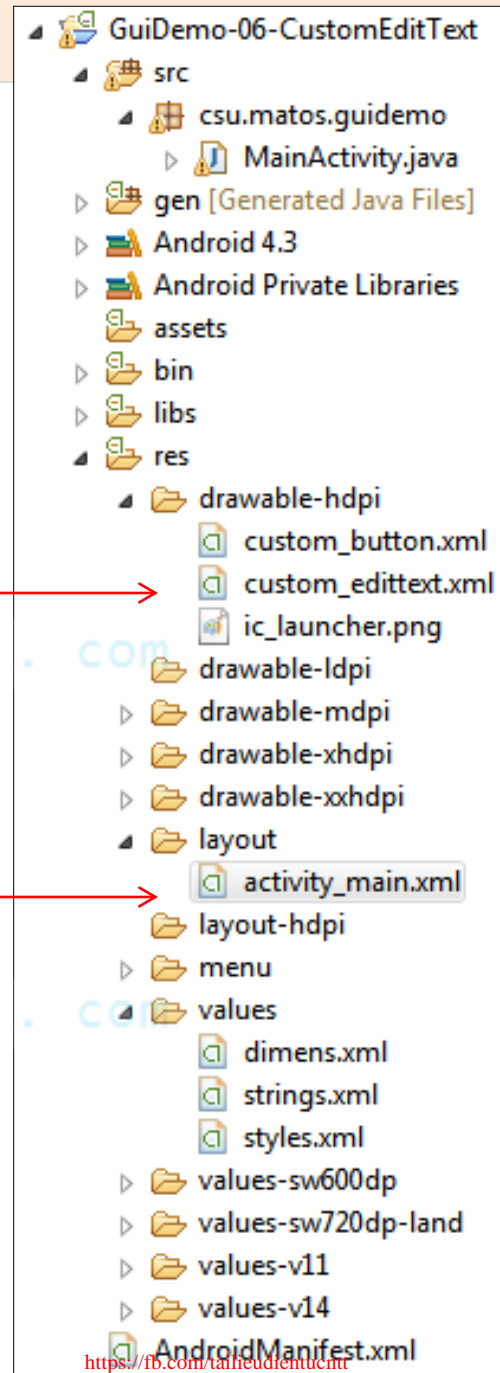 GuiDemo-06-CustomEditText
src
csu.matos.guidemo
MainActivity.java
gen [Generated Java Files]
Android 4.3
Android Private Libraries
assets
bin
libs
res
drawable-hdpi
custom_button.xml
custom_edittext.xml
ic_launcher.png
. com
drawable-ldpi
drawable-mdpi
drawable-xhdpi
drawable-xxhdpi
layout
activity_main.xml
layout-hdpi
menu
. com
values
dimens.xml
strings.xml
styles.xml
values-sw600dp
values-sw720dp-land
values-v11
values-v14
AndroidManifest.xml
https://fb.com/tailieudientucntt